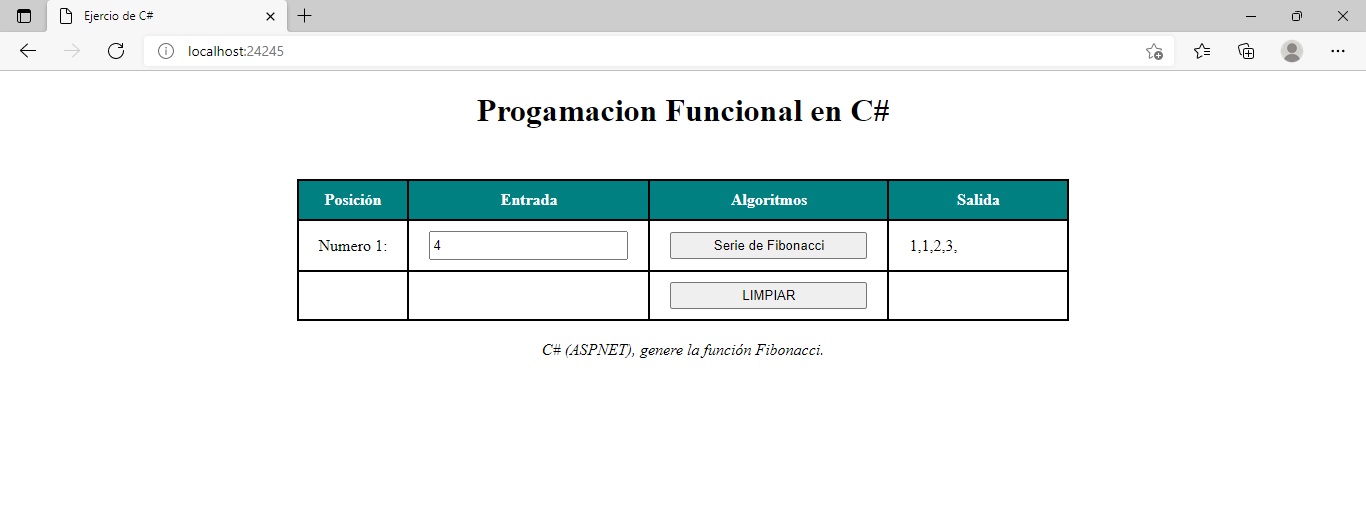 Ejercio de C#
localhost:24245
Progamacion Funcional en C#
Posición Entrada Algoritmos Salida
Numero 1: 4 Serie de Fibonacci 1,1,2,3,
LIMPIAR
C# (ASPNET), genere la función Fibonacci.